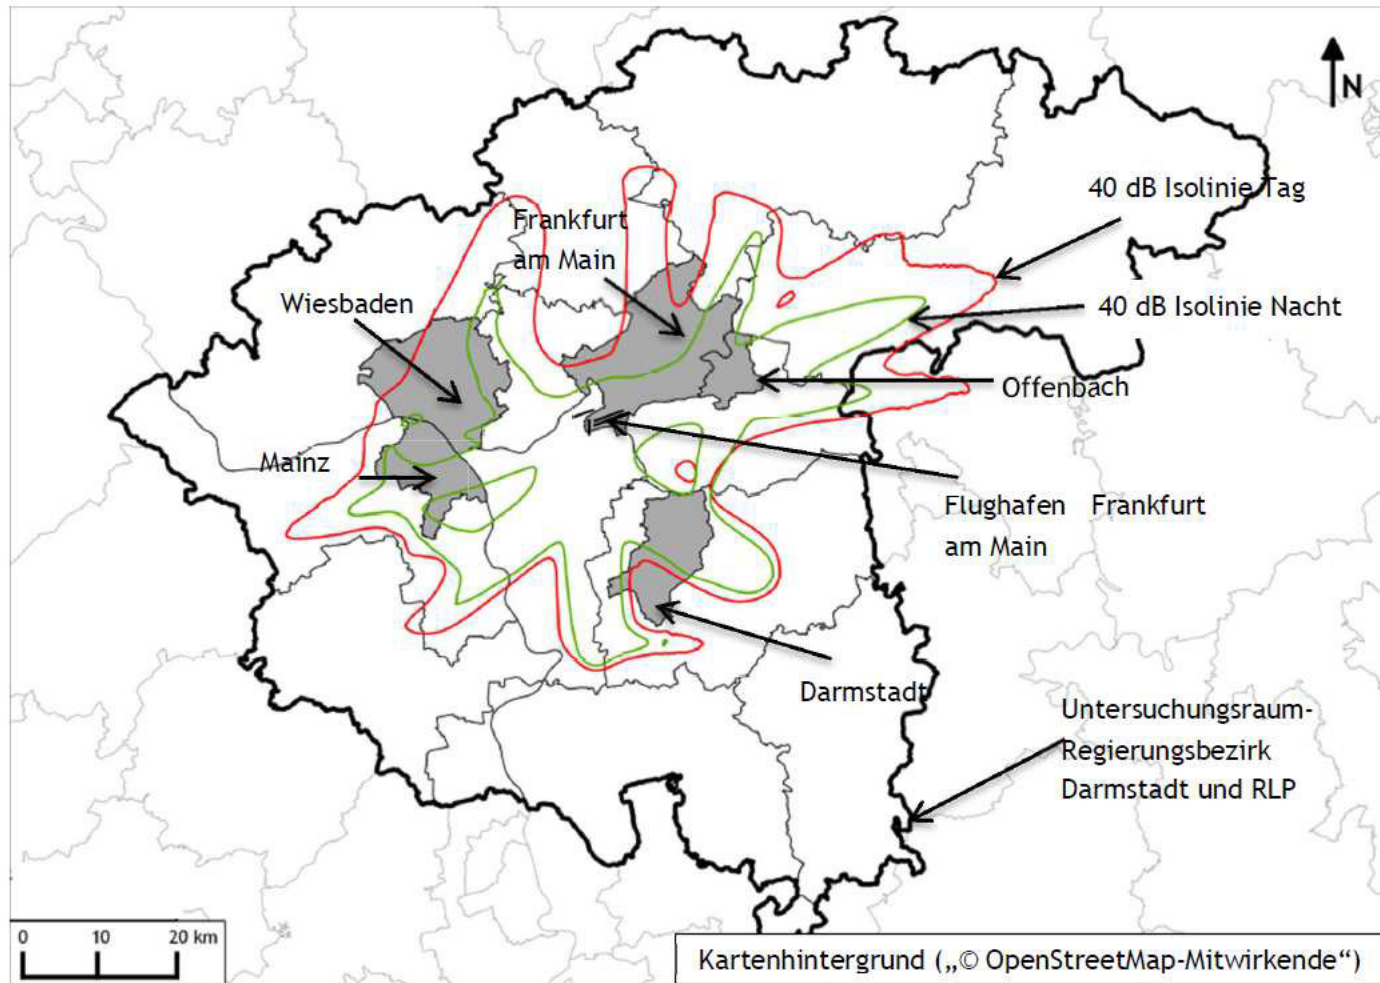 N
40 dB Isolinie Tag
Frankfurt
am Main
Wiesbaden
40 dB Isolinie Nacht
Offenbach
Mainz
Flughafen Frankfurt
am Main
Darmstadt
Untersuchungsraum-
Regierungsbezirk
Darmstadt und RLP
0 10 20 km
Kartenhintergrund („© OpenStreetMap-Mitwirkende“)